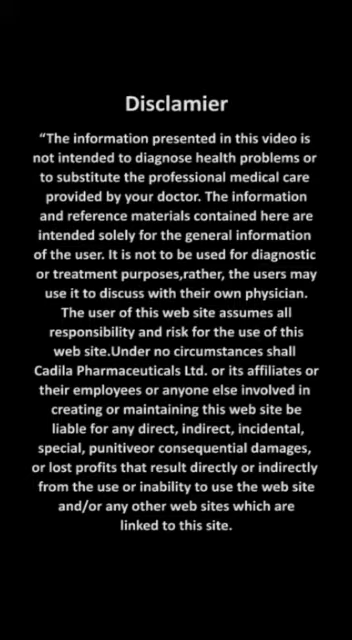 Disclamier
“The information presented in this video is
not intended to diagnose health problems or
to substitute the professional medical care
provided by your doctor. The information
and reference materials contained here are
intended solely for the general information
of the user. It is not to be used for diagnostic
or treatment purposes,rather, the users may
use it to discuss with their own physician.
The user of this web site assumes all
responsibility and risk for the use of this
web site.Under no circumstances shall
Cadila Pharmaceuticals Ltd. or its affiliates or
their employees or anyone else involved in
creating or maintaining this web site be
liable for any direct, indirect, incidental,
special, punitiveor consequential damages,
or lost profits that result directly or indirectly
from the use or inability to use the web site
and/or any other web sites which are
linked to this site.